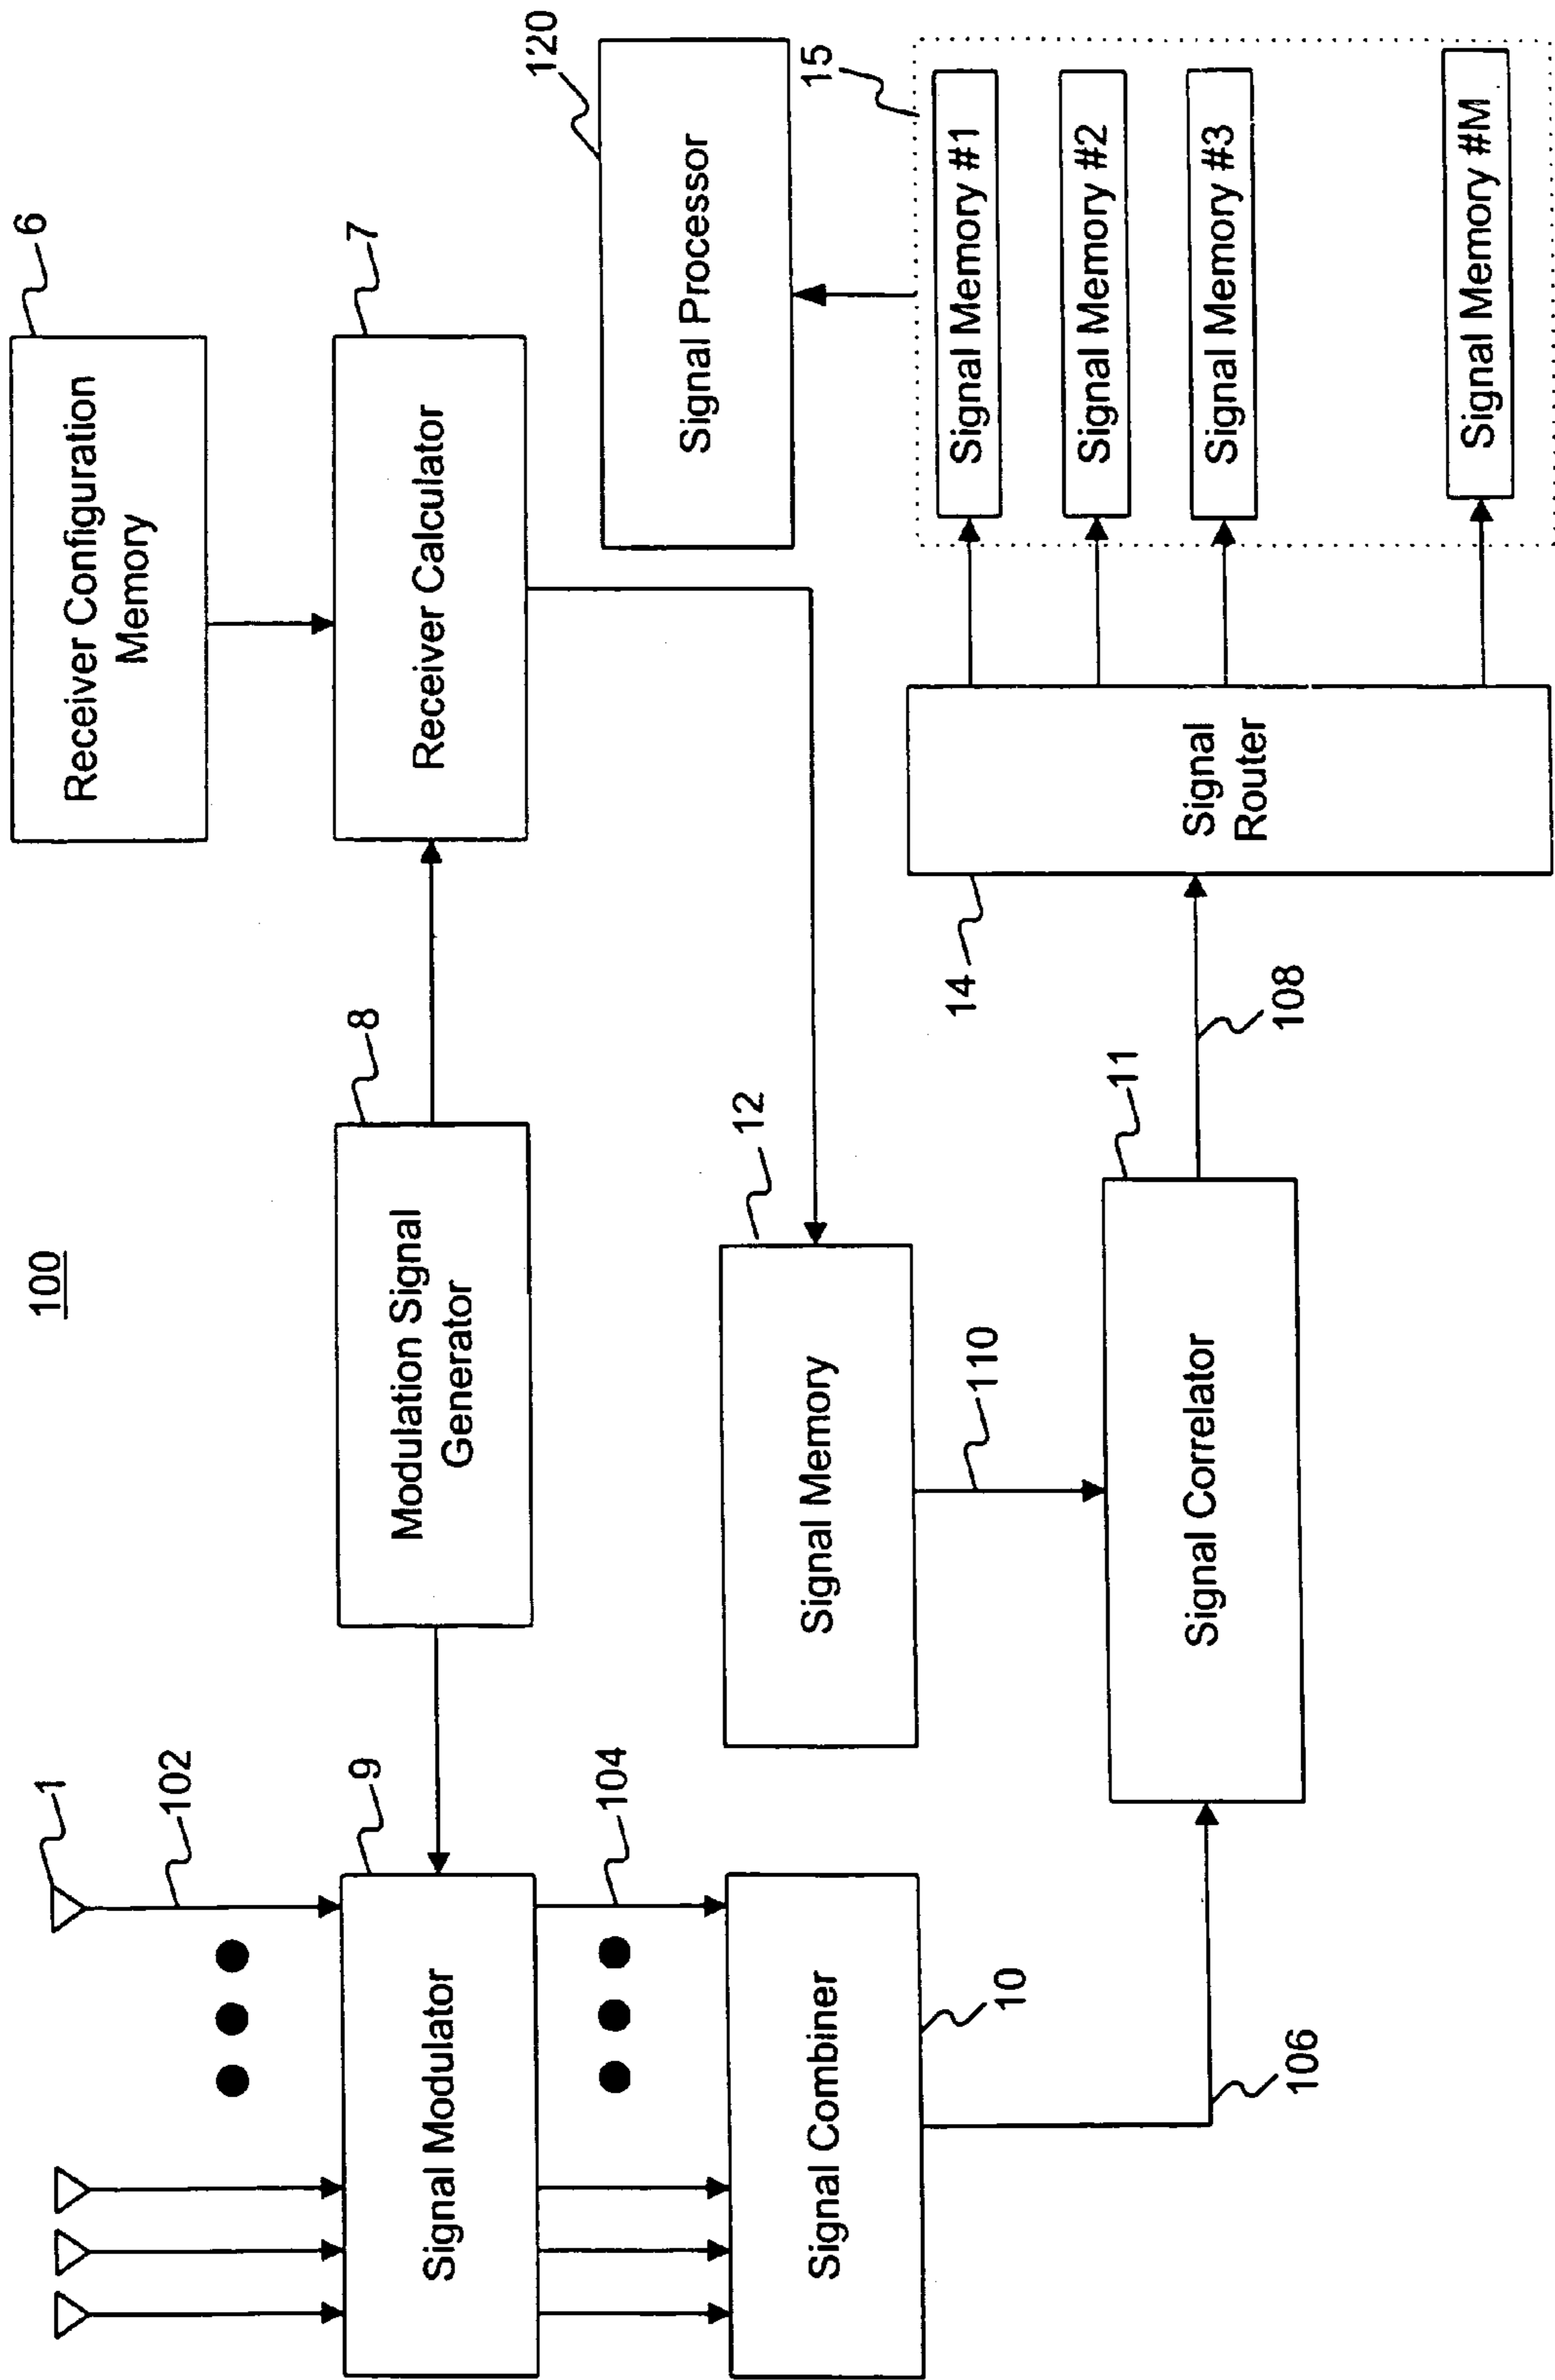 100
1
102
9
Signal Modulator
104
Signal Combiner
10
106
8
Modulation Signal
Generator
6
Receiver Configuration
Memory
7
Receiver Calculator
12
Signal Memory
110
11
Signal Correlator
108
14
Signal
Router
120
Signal Processor
15
Signal Memory #1
Signal Memory #2
Signal Memory #3
Signal Memory #M